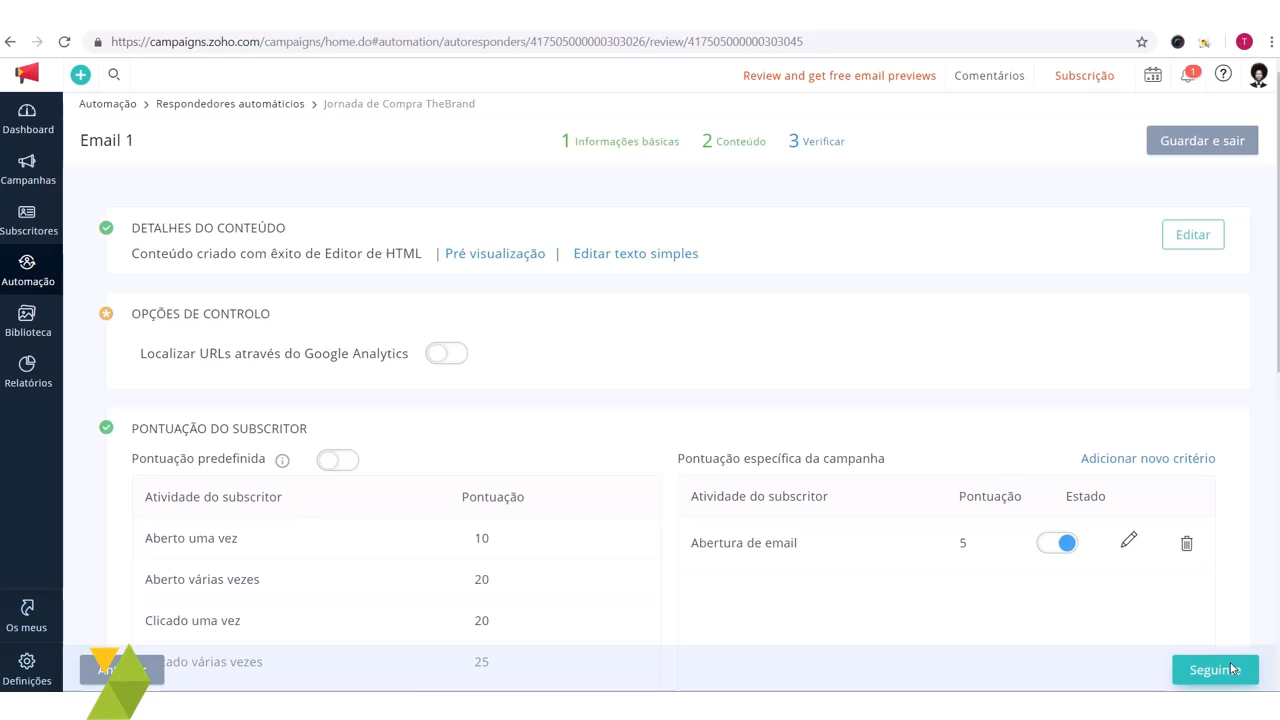 https://campaigns.zoho.com/campaigns/home.do#automation/autoresponders/417505000000303026/review/417505000000303045
T
Review and get free email previews
Comentários
Subscrição
1
Automação > Respondedores automáticos > Jornada de Compra TheBrand
Email 1
1 Informações básicas
2 Conteúdo
3 Verificar
Guardar e sair
Dashboard
Campanhas
Subscritores
Automação
Biblioteca
Relatórios
Os meus
Definições
DETALHES DO CONTEÚDO
Conteúdo criado com êxito de Editor de HTML | Pré visualização | Editar texto simples
Editar
OPÇÕES DE CONTROLO
Localizar URLs através do Google Analytics
PONTUAÇÃO DO SUBSCRITOR
Pontuação predefinida
Atividade do subscritor Pontuação
Aberto uma vez 10
Aberto várias vezes 20
Clicado uma vez 20
várias vezes 25
Pontuação específica da campanha
Adicionar novo critério
Atividade do subscritor Pontuação Estado
Abertura de email 5